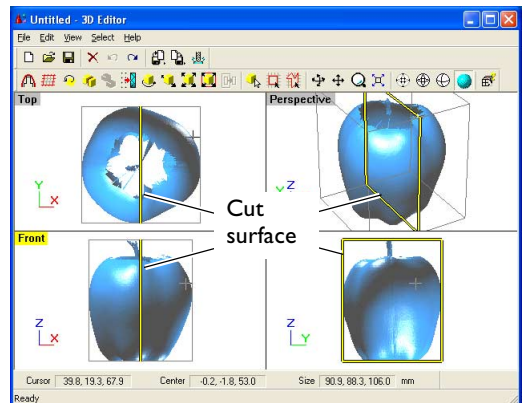 Untitled - 3D Editor
File Edit View Select Help
Top
Perspective
Y
X
Y Z
Cut
surface
Front
Z
X
Z
Y
Cursor 39.8, 19.3, 67.9 Center -0.2, -1.8, 53.0 Size 90.9, 88.3, 106.0 mm
Ready